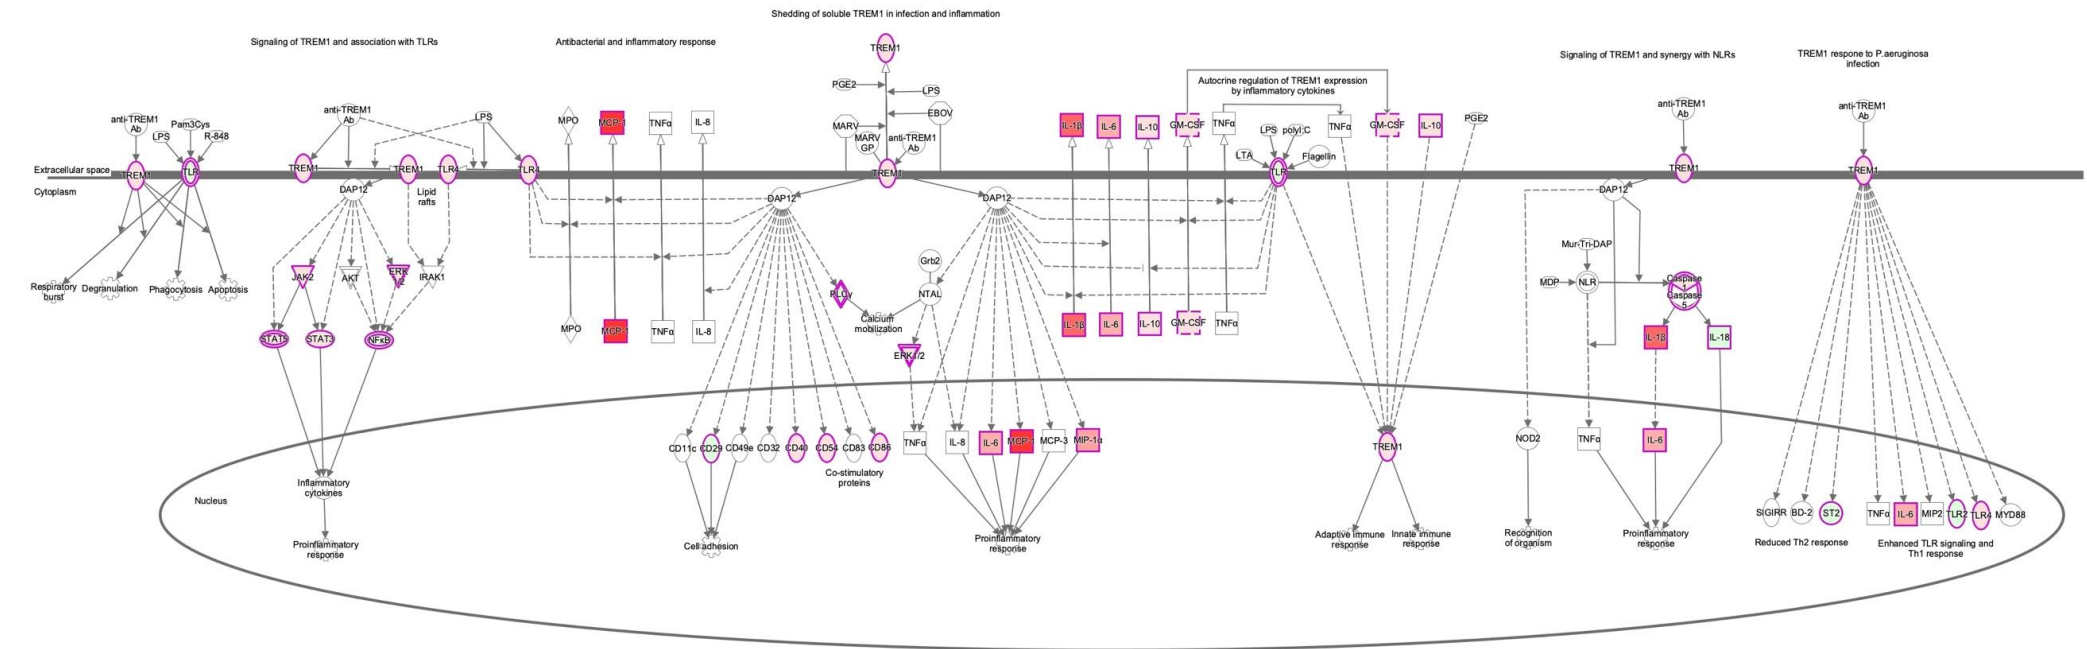 Shedding of soluble TREM1 in infection and inflammation
Signaling of TREM1 and association with TLRs
Antibacterial and inflammatory response
Signaling of TREM1 and synergy with NLRs
TREM1 respone to P.aeruginosa
infection
TREM1
PGE2
LPS
EBOV
MARV
MARV
GP
anti-TREM1
Ab
TREM1
Autocrine regulation of TREM1 expression
by inflammatory cytokines
anti-TREM1
Ab
LPS
Pam3Cys
R-848
anti-TREM1
Ab
LPS
MPO
MCP-1
TNFα
IL-8
IL-1β
IL-6
IL-10
GM-CSF
TNFα
LPS
polyI:C
LTA
Flagellin
TNFα
GM-CSF
IL-10
PGE2
anti-TREM1
Ab
anti-TREM1
Ab
Extracellular space
Cytoplasm
TREM1
TLR
TREM1
TREM1
TLR4
TLR4
TLR
TREM1
TREM1
DAP12
Lipid
rafts
DAP12
DAP12
DAP12
Respiratory
burst
Degranulation
Phagocytosis
Apoptosis
JAK2
AKT
ERK
1/2
IRAK1
STAT5
STAT3
NFκB
MPO
MCP-1
TNFα
IL-8
PLCγ
Grb2
NTAL
Calcium
mobilization
ERK1/2
IL-1β
IL-6
IL-10
GM-CSF
TNFα
Mur-Tri-DAP
MDP
NLR
Caspase
1
Caspase
5
IL-1β
IL-18
CD11c
CD29
CD49e
CD32
CD40
CD54
CD83
CD86
Co-stimulatory
proteins
TNFα
IL-8
IL-6
MCP-1
MCP-3
MIP-1α
TREM1
NOD2
TNFα
IL-6
Nucleus
Inflammatory
cytokines
SIGIRR
BD-2
ST2
TNFα
IL-6
MIP2
TLR2
TLR4
MYD88
Proinflammatory
response
Cell adhesion
Proinflammatory
response
Adaptive immune
response
Innate immune
response
Recognition
of organism
Proinflammatory
response
Reduced Th2 response
Enhanced TLR signaling and
Th1 response